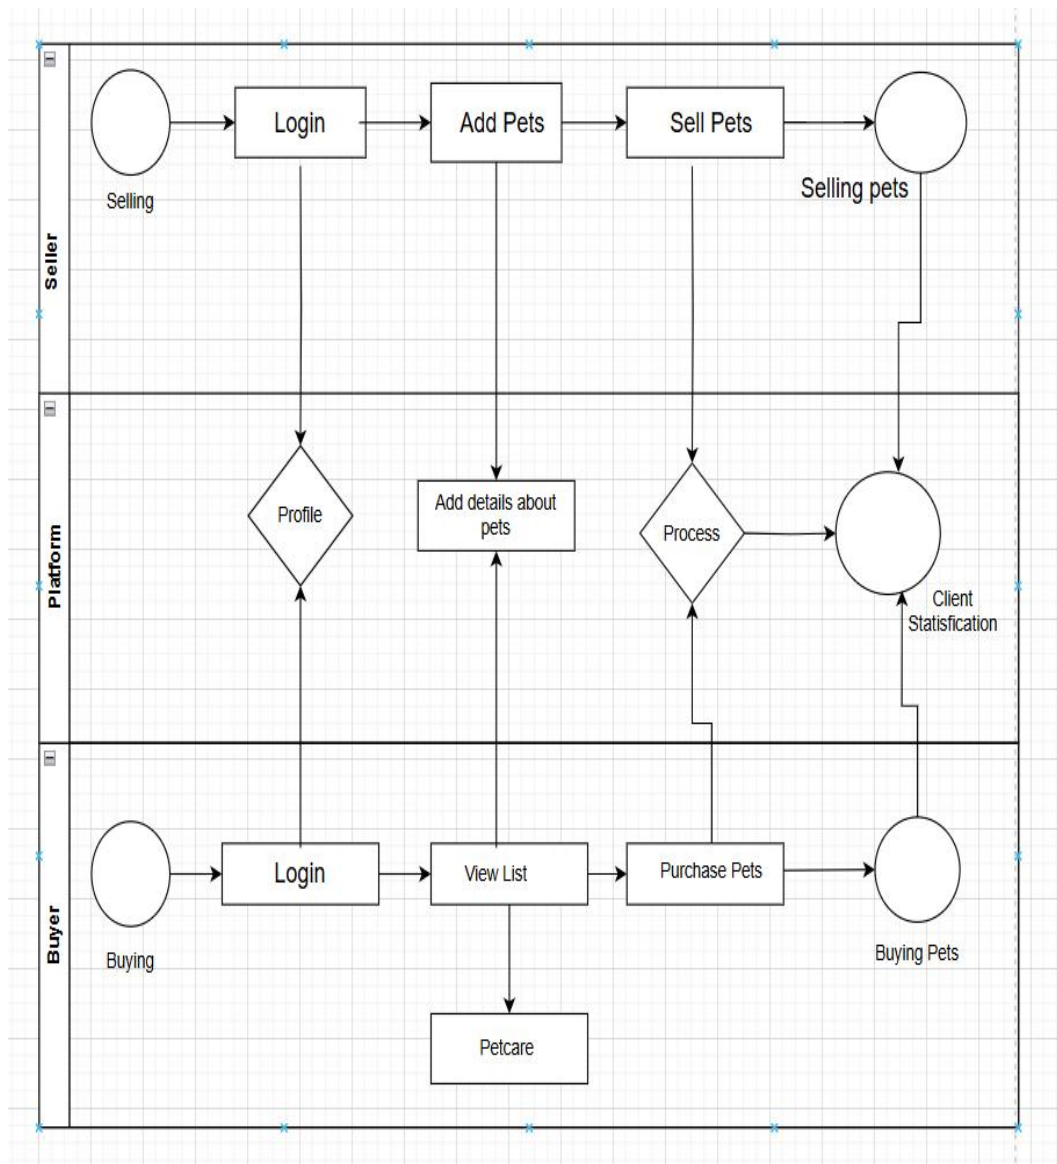 Seller
Login
Add Pets
Sell Pets
Selling
Selling pets
Platform
Profile
Add details about
pets
Process
Client
Statisfication
Buyer
Login
View List
Purchase Pets
Buying
Buying Pets
Petcare